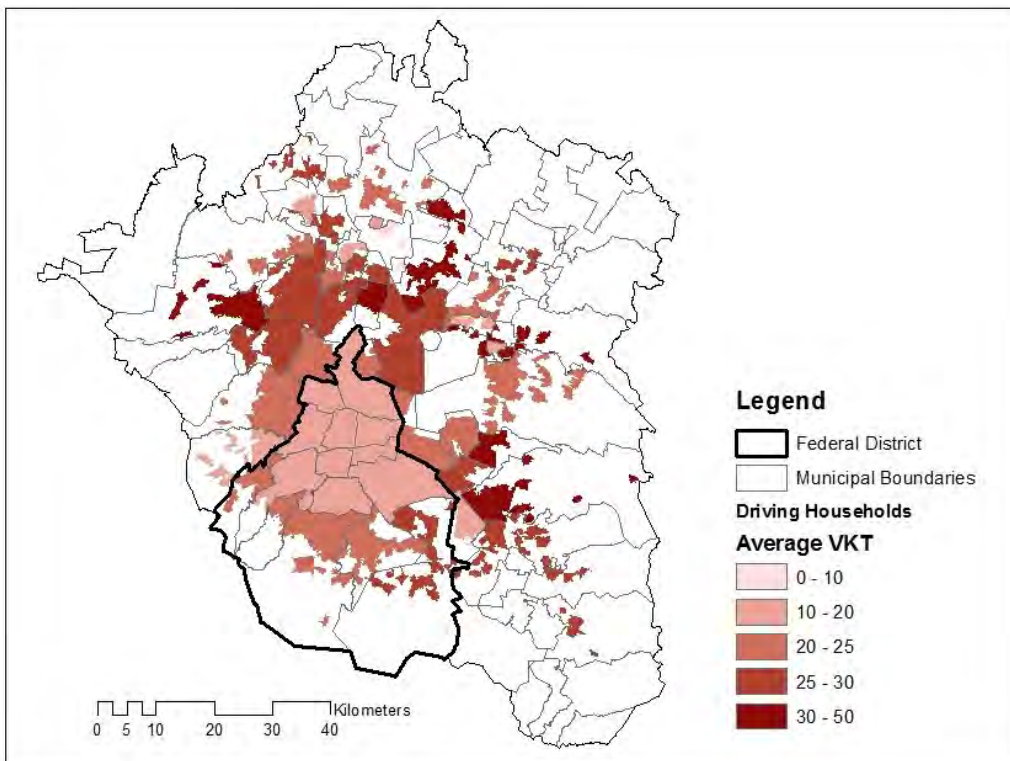 Legend
Federal District
Municipal Boundaries
Driving Households
Average VKT
0 - 10
10 - 20
20 - 25
25 - 30
30 - 50
Kilometers
0 5 10 20 30 40